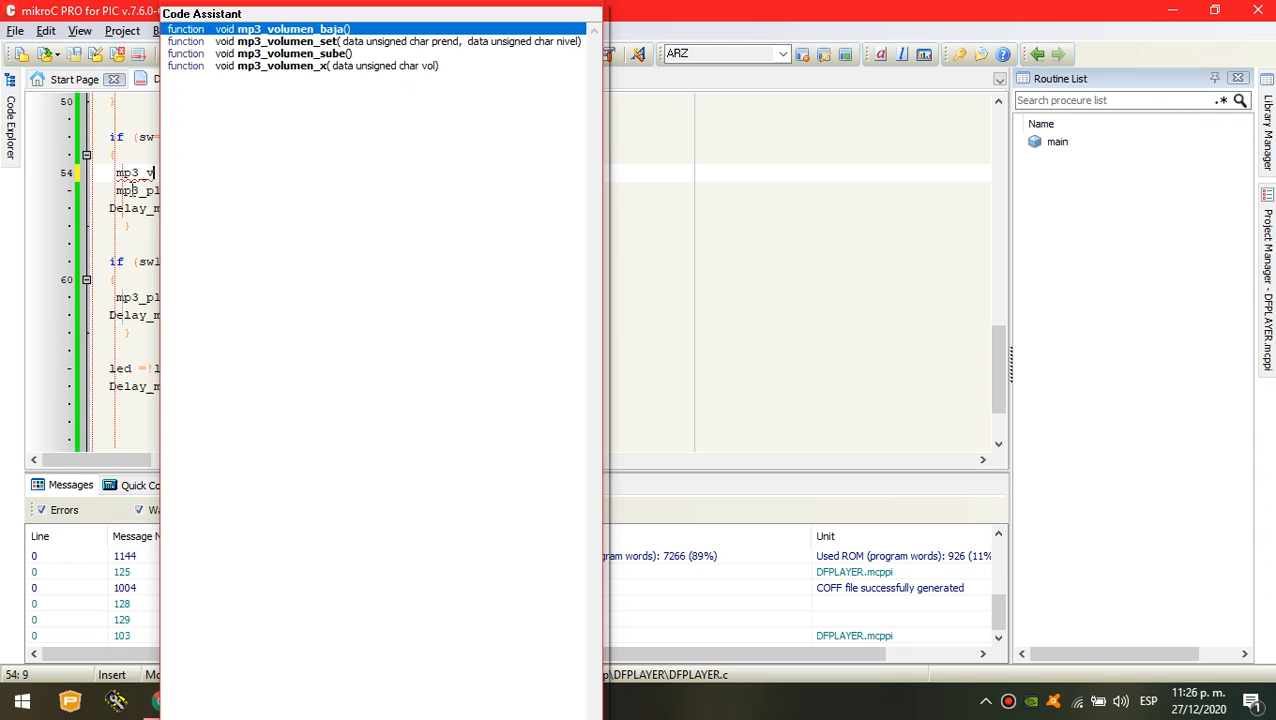 mikroC PRO for PIC v.7.6.0
Code Assistant
function void mp3_volumen_baja()
function void mp3_volumen_set( data unsigned char prend, data unsigned char nivel)
function void mp3_volumen_sube()
function void mp3_volumen_x( data unsigned char vol)
File Edit View Project
ARZ
Start Page
Routine List
Search proceure list
Name
main
Code Explorer
Library Manager
Project Manager - DFPLAYER.mcppi
50 }
if (sw=
{
54 mp3_v
mp3_pl
Delay_m
}
if (sw1
60 {
mp3_pl
Delay_m
}
led =!l
Delay_m
Messages Quick Co
Errors
Line Message N Unit
0 1144 gram words): 7266 (89%) Used ROM (program words): 926 (11%
0 125 DFPLAYER.mcppi
0 1004 COFF file successfully generated
0 128
0 129
0 103 DFPLAYER.mcppi
54: 9 Insert p\DFPLAYER\DFPLAYER.c
ESP 11:26 p. m.
27/12/2020
1